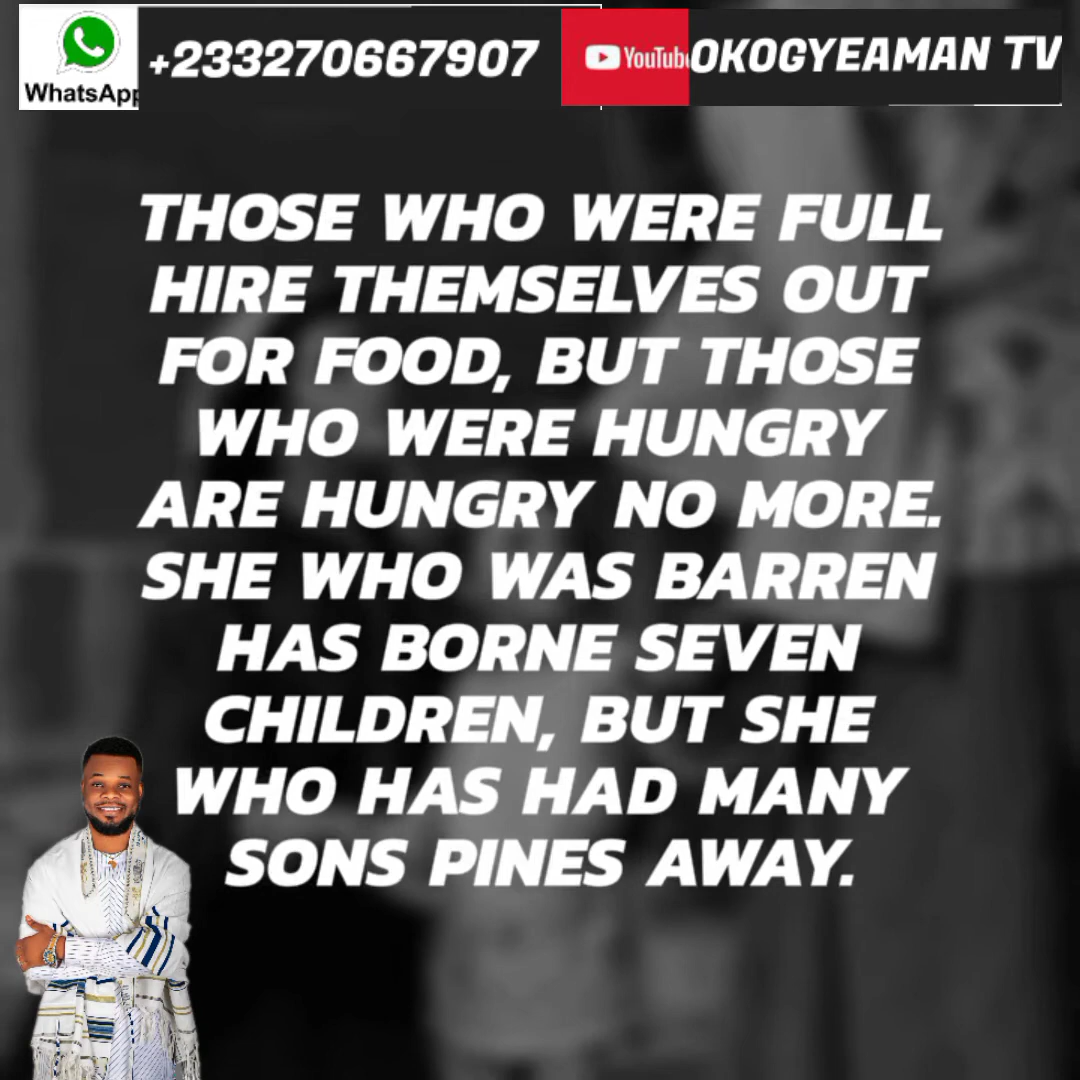 WhatsApp
+233270667907
YouTube
OKOGYEAMAN TV
THOSE WHO WERE FULL
HIRE THEMSELVES OUT
FOR FOOD, BUT THOSE
WHO WERE HUNGRY
ARE HUNGRY NO MORE.
SHE WHO WAS BARREN
HAS BORNE SEVEN
CHILDREN, BUT SHE
WHO HAS HAD MANY
SONS PINES AWAY.